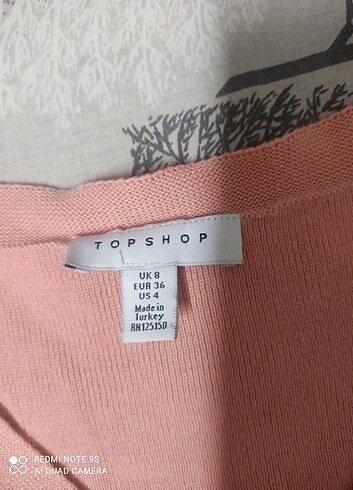 TOPSHOP
UK 8
EUR 36
US 4
Made in
Turkey
RN125150
REDMI NOTE 9S
AI QUAD CAMERA